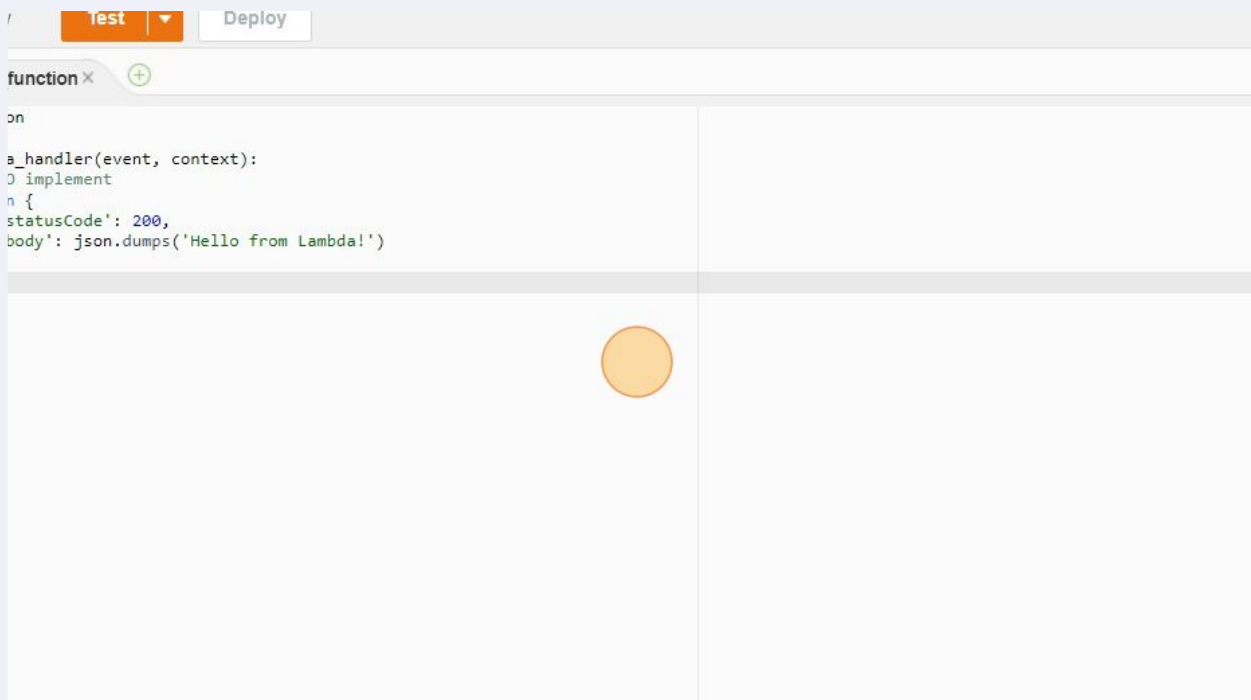 Test Deploy
function
on
a_handler(event, context):
O implement
n {
statusCode': 200,
body': json.dumps('Hello from Lambda!')